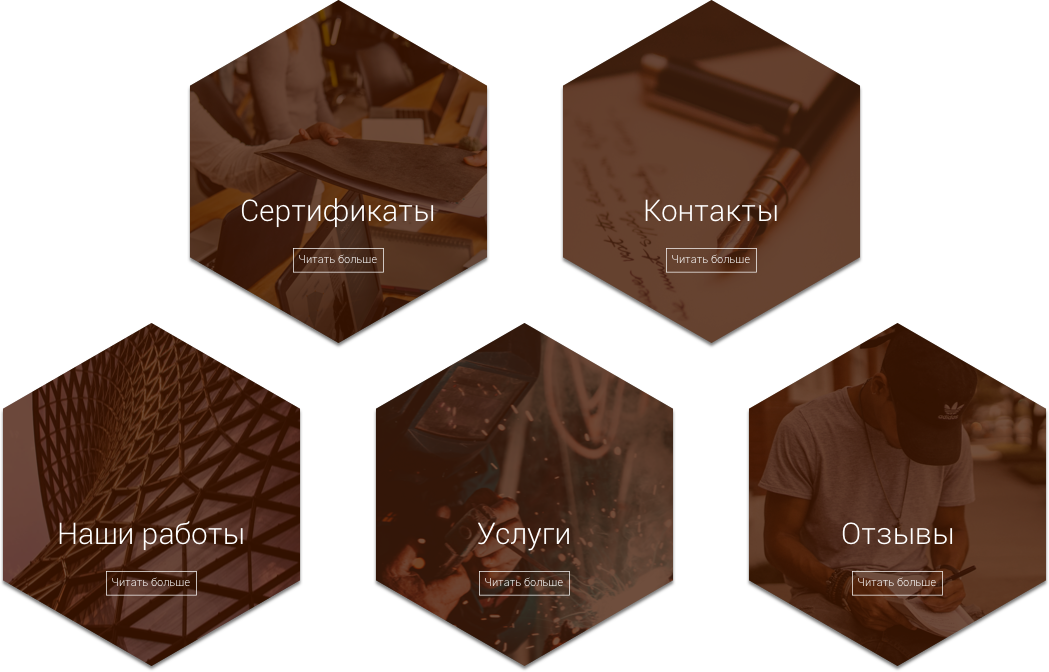 Сертификаты
Читать больше
Контакты
Читать больше
Наши работы
Читать больше
Услуги
Читать больше
Отзывы
Читать больше